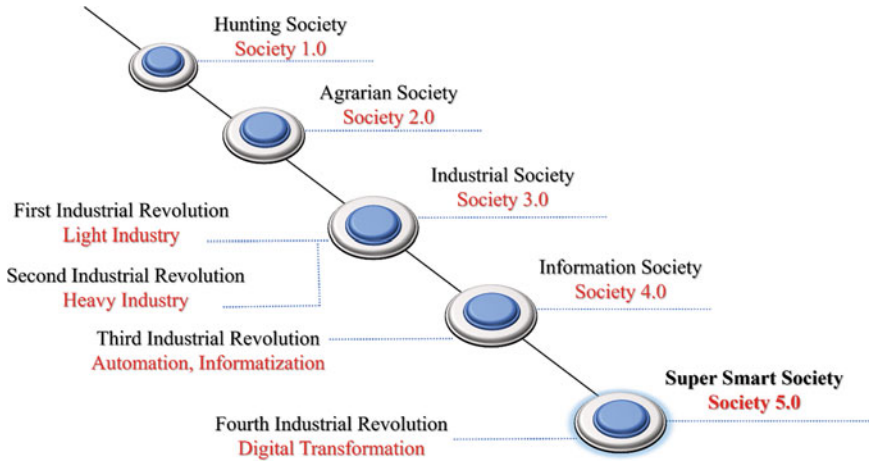 Hunting Society
Society 1.0
Agrarian Society
Society 2.0
Industrial Society
Society 3.0
First Industrial Revolution
Light Industry
Second Industrial Revolution
Heavy Industry
Information Society
Society 4.0
Third Industrial Revolution
Automation, Informatization
Super Smart Society
Society 5.0
Fourth Industrial Revolution
Digital Transformation